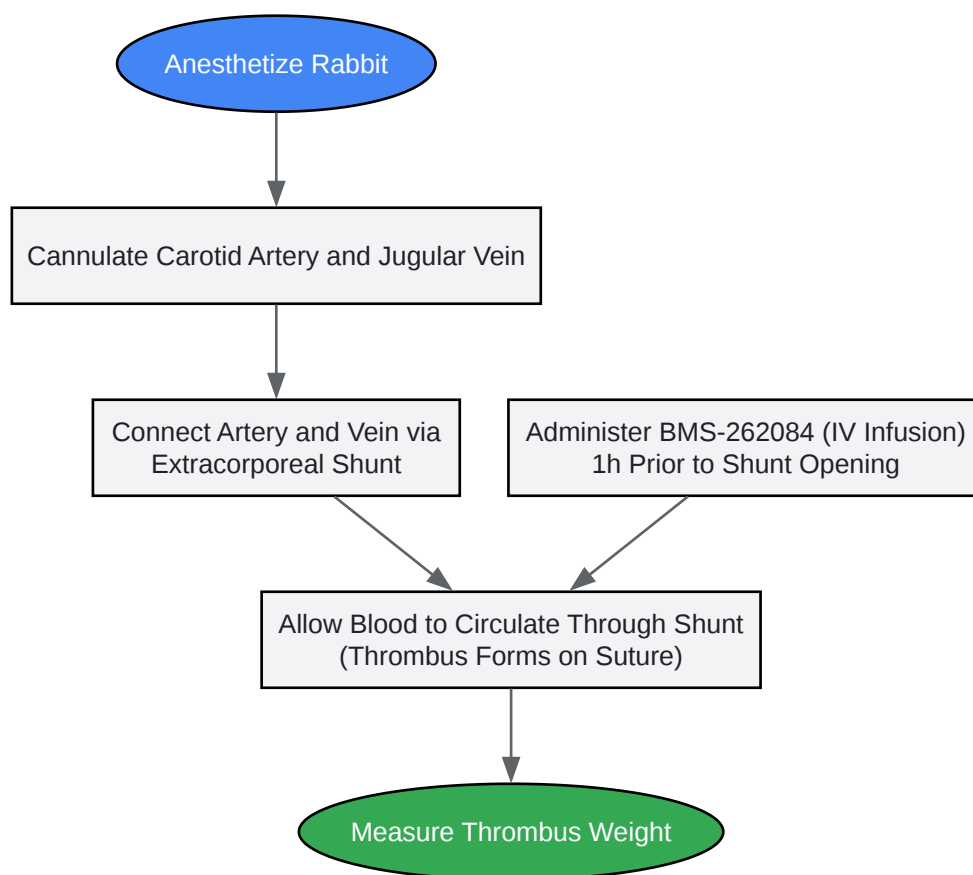 Anesthetize Rabbit
Cannulate Carotid Artery and Jugular Vein
Connect Artery and Vein via
Extracorporeal Shunt
Administer BMS-262084 (IV Infusion)
1h Prior to Shunt Opening
Allow Blood to Circulate Through Shunt
(Thrombus Forms on Suture)
Measure Thrombus Weight